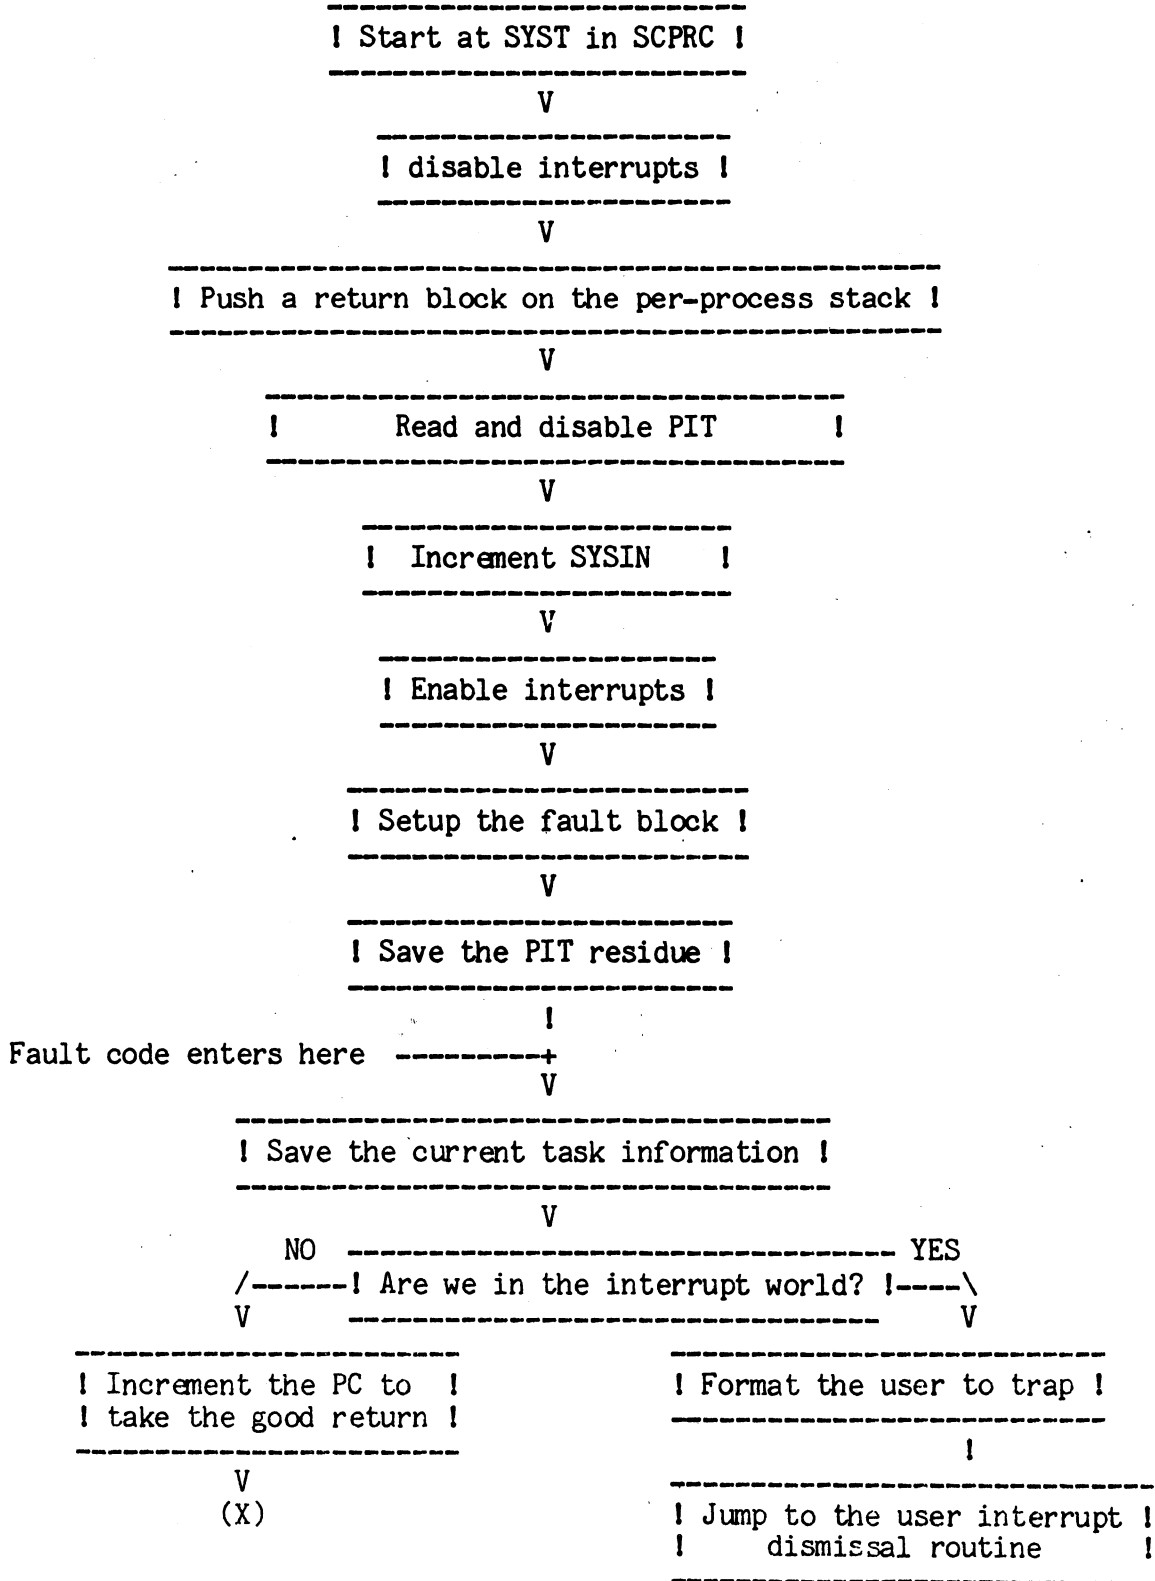 ! Start at SYST in SCPRC !
V
! disable interrupts !
V
! Push a return block on the per-process stack !
V
! Read and disable PIT !
V
! Increment SYSIN !
V
! Enable interrupts !
V
! Setup the fault block !
V
! Save the PIT residue !
!
Fault code enters here ---------+
V
! Save the current task information !
V
NO ---------------------------------- YES
/------! Are we in the interrupt world? !----\
V --------------------------------- V
! Increment the PC to ! ! Format the user to trap !
! take the good return !
!
V
(X) ! Jump to the user interrupt !
! dismissal routine !